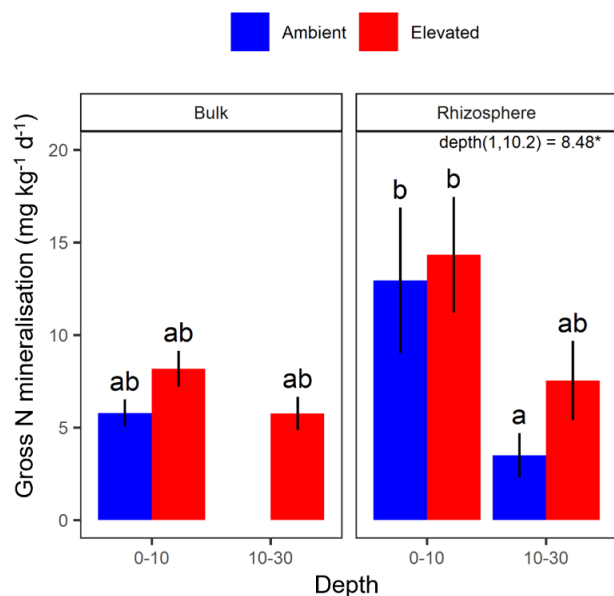 Ambient Elevated
Bulk Rhizosphere
depth(1,10.2) = 8.48*
Gross N mineralisation (mg kg⁻¹ d⁻¹)
20
15
10
5
0
ab ab ab
b b a ab
0-10 10-30 0-10 10-30
Depth